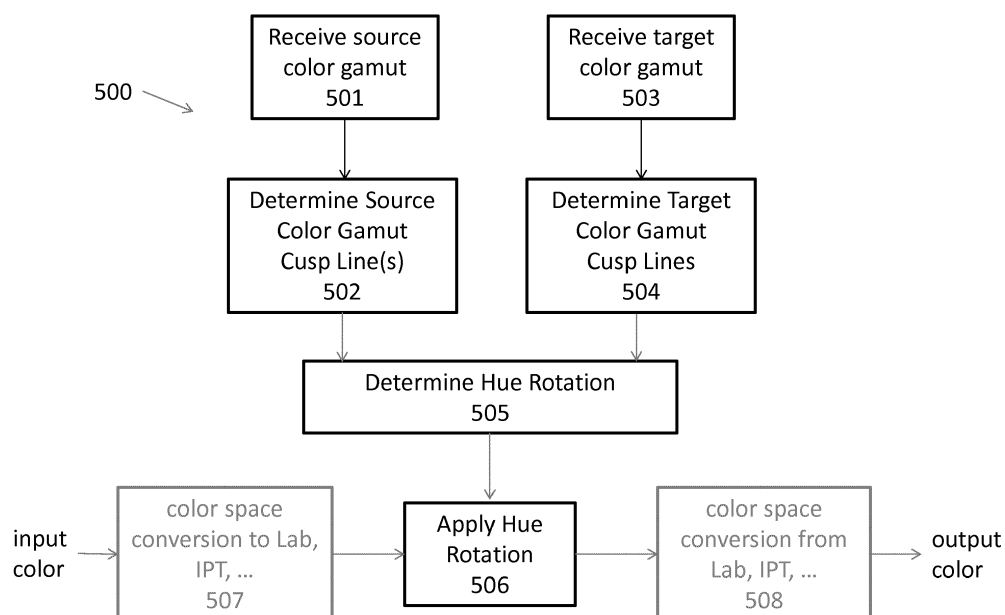 Receive source
color gamut
501
Receive target
color gamut
503
500
Determine Source
Color Gamut
Cusp Line(s)
502
Determine Target
Color Gamut
Cusp Lines
504
Determine Hue Rotation
505
input
color
color space
conversion to Lab,
IPT, ...
507
Apply Hue
Rotation
506
color space
conversion from
Lab, IPT, ...
508
output
color